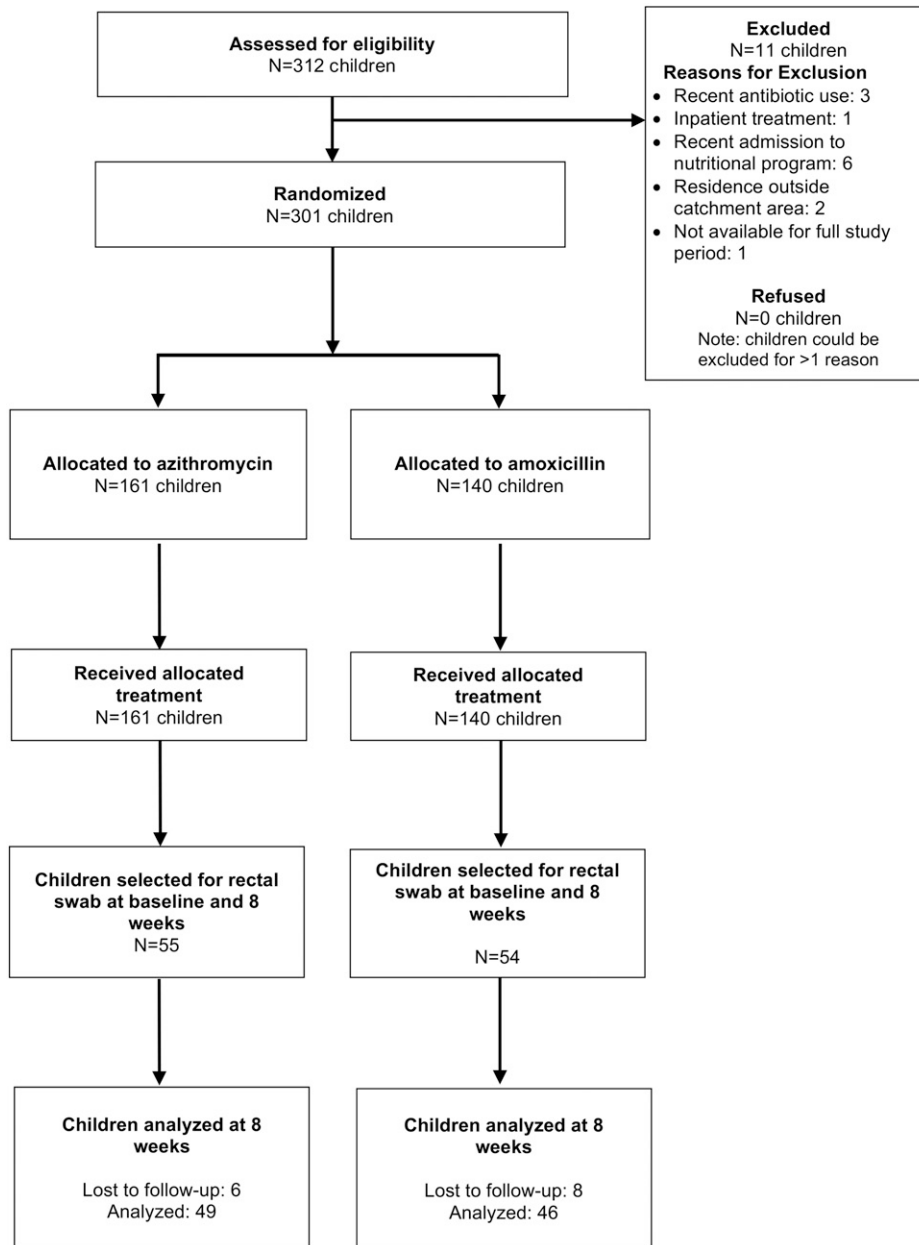 Assessed for eligibility
N=312 children
Excluded
N=11 children
Reasons for Exclusion
• Recent antibiotic use: 3
• Inpatient treatment: 1
• Recent admission to
nutritional program: 6
• Residence outside
catchment area: 2
• Not available for full study
period: 1
Refused
N=0 children
Note: children could be
excluded for >1 reason
Randomized
N=301 children
Allocated to azithromycin
N=161 children
Allocated to amoxicillin
N=140 children
Received allocated
treatment
N=161 children
Received allocated
treatment
N=140 children
Children selected for rectal
swab at baseline and 8
weeks
N=55
Children selected for rectal
swab at baseline and 8
weeks
N=54
Children analyzed at 8
weeks
Lost to follow-up: 6
Analyzed: 49
Children analyzed at 8
weeks
Lost to follow-up: 8
Analyzed: 46